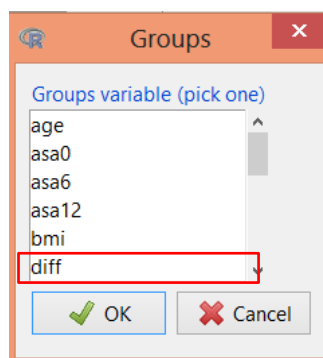 Groups
Groups variable (pick one)
age
asa0
asa6
asa12
bmi
diff
OK
Cancel